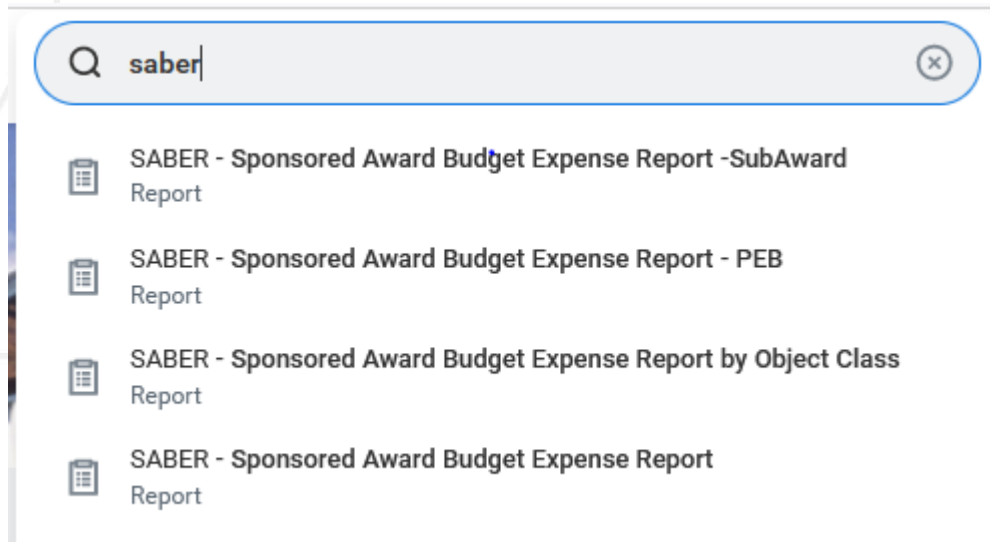 saber
SABER - Sponsored Award Budget Expense Report -SubAward
Report
SABER - Sponsored Award Budget Expense Report - PEB
Report
SABER - Sponsored Award Budget Expense Report by Object Class
Report
SABER - Sponsored Award Budget Expense Report
Report